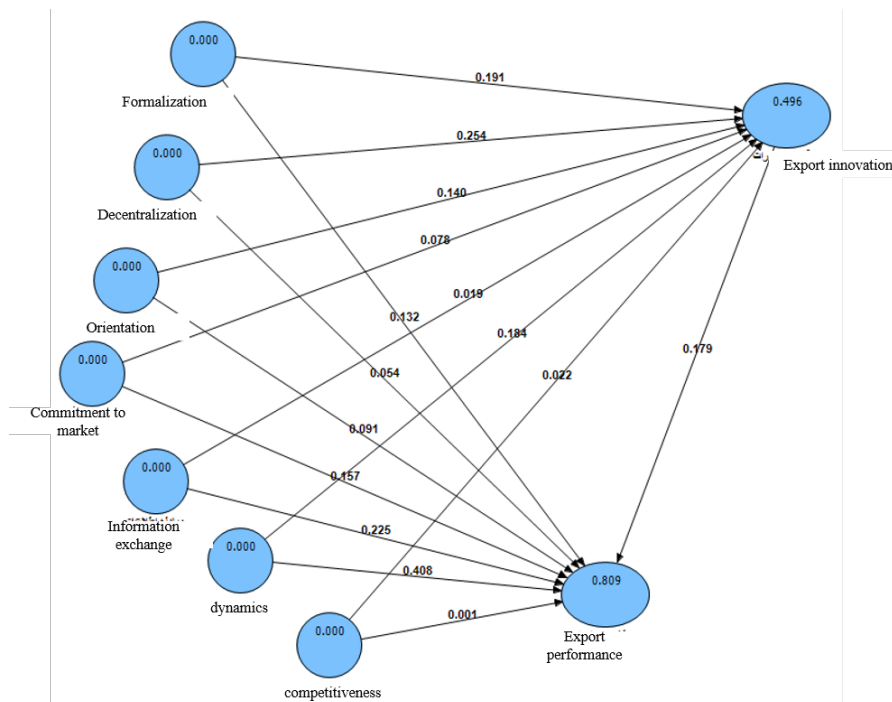 0.000
Formalization
0.191
0.496
Export innovation
0.000
Decentralization
0.254
0.140
0.000
Orientation
0.078
0.019
0.132
0.184
0.179
0.000
Commitment to
market
0.054
0.022
0.091
0.000
Information
exchange
0.157
0.225
0.000
dynamics
0.408
0.809
Export
performance
0.000
competitiveness
0.001